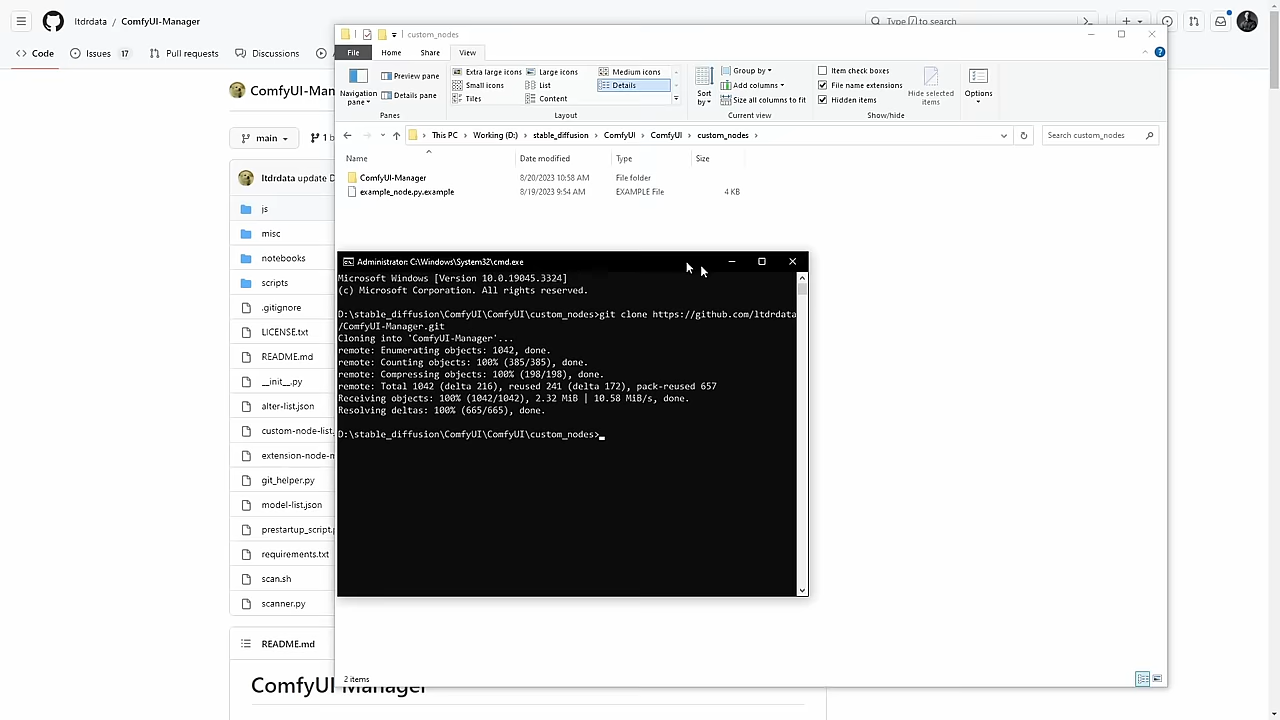 ltdrdata / ComfyUI-Manager
Type / to search
Code
Issues 17
Pull requests
Discussions
ComfyUI-Man
main
1 b
ltdrdata update D
js
misc
notebooks
scripts
.gitignore
LICENSE.txt
README.md
__init__.py
alter-list.json
custom-node-list.
extension-node-m
git_helper.py
model-list.json
prestartup_script.p
requirements.txt
scan.sh
scanner.py
README.md
ComfyUI Manager
custom_nodes
File Home Share View
Navigation pane
Preview pane
Details pane
Panes
Extra large icons Large icons Medium icons
Small icons List Details
Tiles Content
Layout
Sort by
Group by
Add columns
Size all columns to fit
Current view
Item check boxes
File name extensions
Hidden items
Hide selected items
Show/hide
Options
This PC > Working (D:) > stable_diffusion > ComfyUI > ComfyUI > custom_nodes >
Search custom_nodes
Name Date modified Type Size
ComfyUI-Manager 8/20/2023 10:58 AM File folder
example_node.py.example 8/19/2023 9:54 AM EXAMPLE File 4 KB
Administrator: C:\Windows\System32\cmd.exe
Microsoft Windows [Version 10.0.19045.3324]
(c) Microsoft Corporation. All rights reserved.
D:\stable_diffusion\ComfyUI\ComfyUI\custom_nodes>git clone https://github.com/ltdrdata
/ComfyUI-Manager.git
Cloning into 'ComfyUI-Manager'...
remote: Enumerating objects: 1042, done.
remote: Counting objects: 100% (385/385), done.
remote: Compressing objects: 100% (198/198), done.
remote: Total 1042 (delta 216), reused 241 (delta 172), pack-reused 657
Receiving objects: 100% (1042/1042), 2.32 MiB | 10.58 MiB/s, done.
Resolving deltas: 100% (665/665), done.
D:\stable_diffusion\ComfyUI\ComfyUI\custom_nodes>
2 items